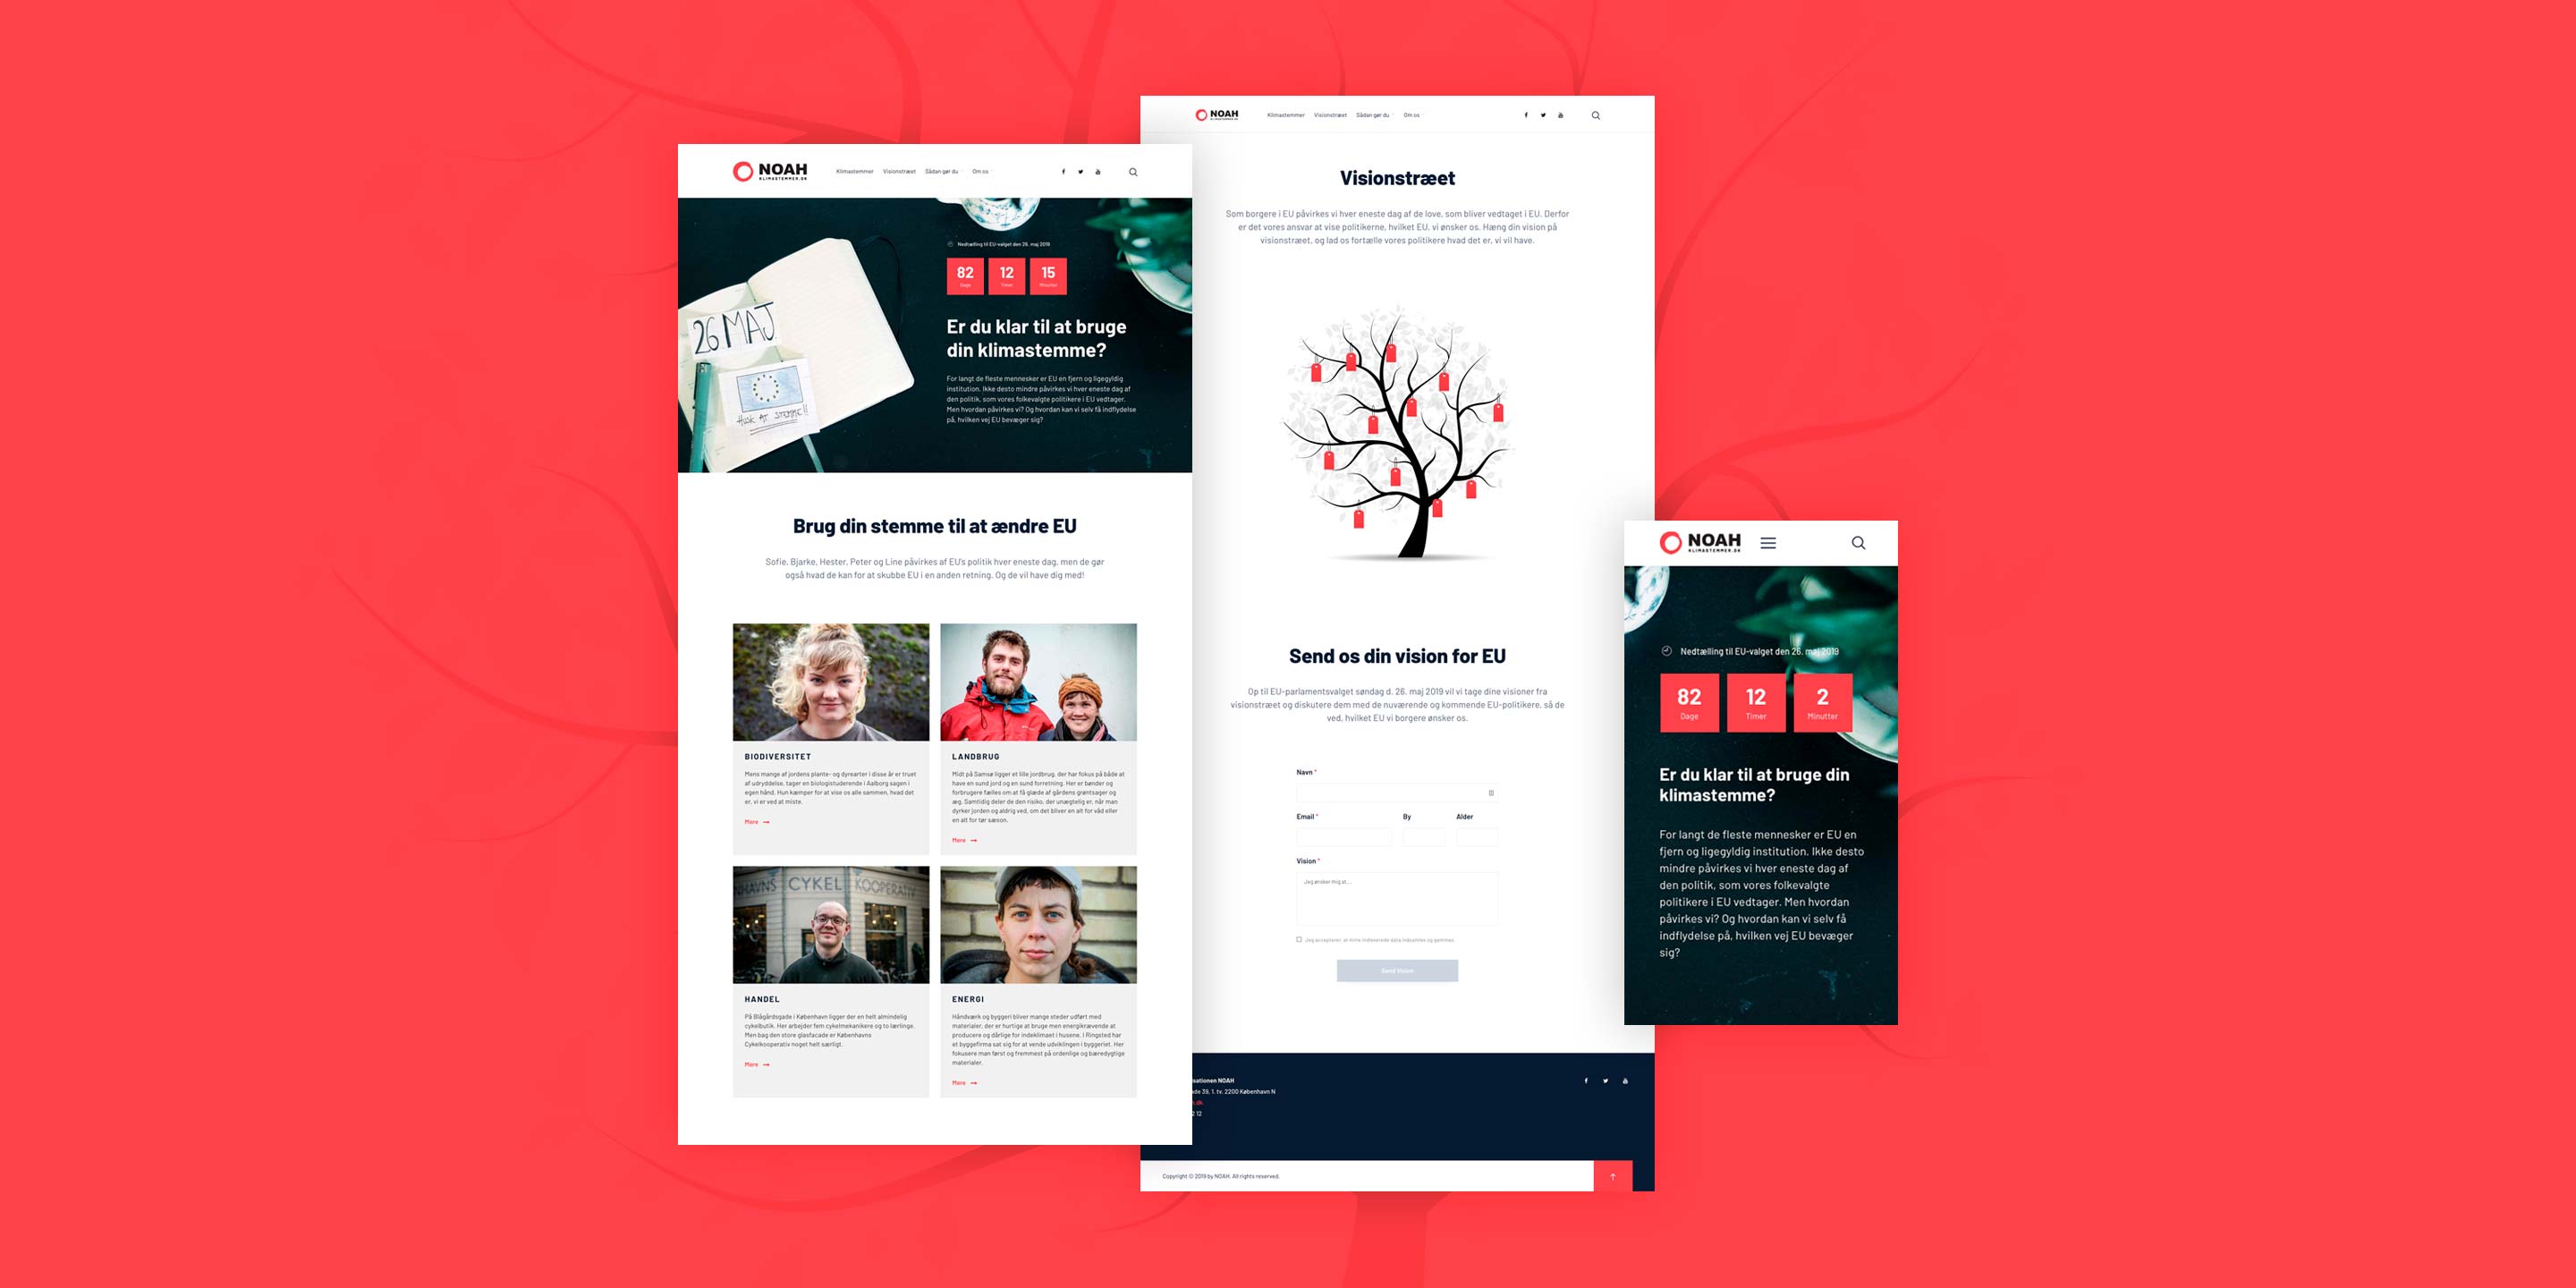 NOAH
KLIMASTEMMER.DK
Klimastemmer Visionstræet Sådan gør du Om os
26 MAJ
HUSK AT STEMME!!
Nedtælling til EU-valget den 26. maj 2019
82 12 15
Dage Timer Minutter
Er du klar til at bruge
din klimastemme?
For langt de fleste mennesker er EU en fjern og ligegyldig
institution. Ikke desto mindre påvirkes vi hver eneste dag af
den politik, som vores folkevalgte politikere i EU vedtager.
Men hvordan påvirkes vi? Og hvordan kan vi selv få indflydelse
på, hvilken vej EU bevæger sig?
Brug din stemme til at ændre EU
Sofie, Bjarke, Hester, Peter og Line påvirkes af EU's politik hver eneste dag, men de gør
også hvad de kan for at skubbe EU i en anden retning. Og de vil have dig med!
BIODIVERSITET
Mens mange af jordens plante- og dyrearter i disse år er truet
af udryddelse, tager en biologistuderende i Aalborg sagen i
egen hånd. Hun kæmper for at vise os alle sammen, hvad det
er, vi er ved at miste.
Mere →
LANDBRUG
Midt på Samsø ligger et lille jordbrug, der har fokus på både at
have en sund jord og en sund forretning. Her er bønder og
forbrugere fælles om at få glæde af gårdens grøntsager og
æg. Samtidig deler de den risiko, der unægtelig er, når man
dyrker jorden og aldrig ved, om det bliver en alt for våd eller
en alt for tør sæson.
Mere →
HAVNS CYKEL KOOPERATIV
HANDEL
På Blågårdsgade i København ligger der en helt almindelig
cykelbutik. Her arbejder fem cykelmekanikere og to lærlinge.
Men bag den store glasfacade er Københavns
Cykelkooperativ noget helt særligt.
Mere →
ENERGI
Håndværk og byggeri bliver mange steder udført med
materialer, der er hurtige at bruge men energikrævende at
producere og dårlige for indeklimaet i husene. I Ringsted har
et byggefirma sat sig for at vende udviklingen i byggeriet. Her
fokusere man først og fremmest på ordenlige og bæredygtige
materialer.
Mere →
NOAH
KLIMASTEMMER.DK
Klimastemmer Visionstræet Sådan gør du Om os
Visionstræet
Som borgere i EU påvirkes vi hver eneste dag af de love, som bliver vedtaget i EU. Derfor
er det vores ansvar at vise politikerne, hvilket EU, vi ønsker os. Hæng din vision på
visionstræet, og lad os fortælle vores politikere hvad det er, vi vil have.
Send os din vision for EU
Op til EU-parlamentsvalget søndag d. 26. maj 2019 vil vi tage dine visioner fra
visionstræet og diskutere dem med de nuværende og kommende EU-politikere, så de
ved, hvilket EU vi borgere ønsker os.
Navn *
Email * By Alder
Vision *
Jeg ønsker mig at...
Jeg accepterer, at mine indtastede data indsamles og gemmes.
Send Vision
sationen NOAH
ade 39, 1. tv. 2200 København N
h.dk
2 12
Copyright © 2019 by NOAH. All rights reserved.
NOAH
KLIMASTEMMER.DK
Nedtælling til EU-valget den 26. maj 2019
82 12 2
Dage Timer Minutter
Er du klar til at bruge din
klimastemme?
For langt de fleste mennesker er EU en
fjern og ligegyldig institution. Ikke desto
mindre påvirkes vi hver eneste dag af
den politik, som vores folkevalgte
politikere i EU vedtager. Men hvordan
påvirkes vi? Og hvordan kan vi selv få
indflydelse på, hvilken vej EU bevæger
sig?